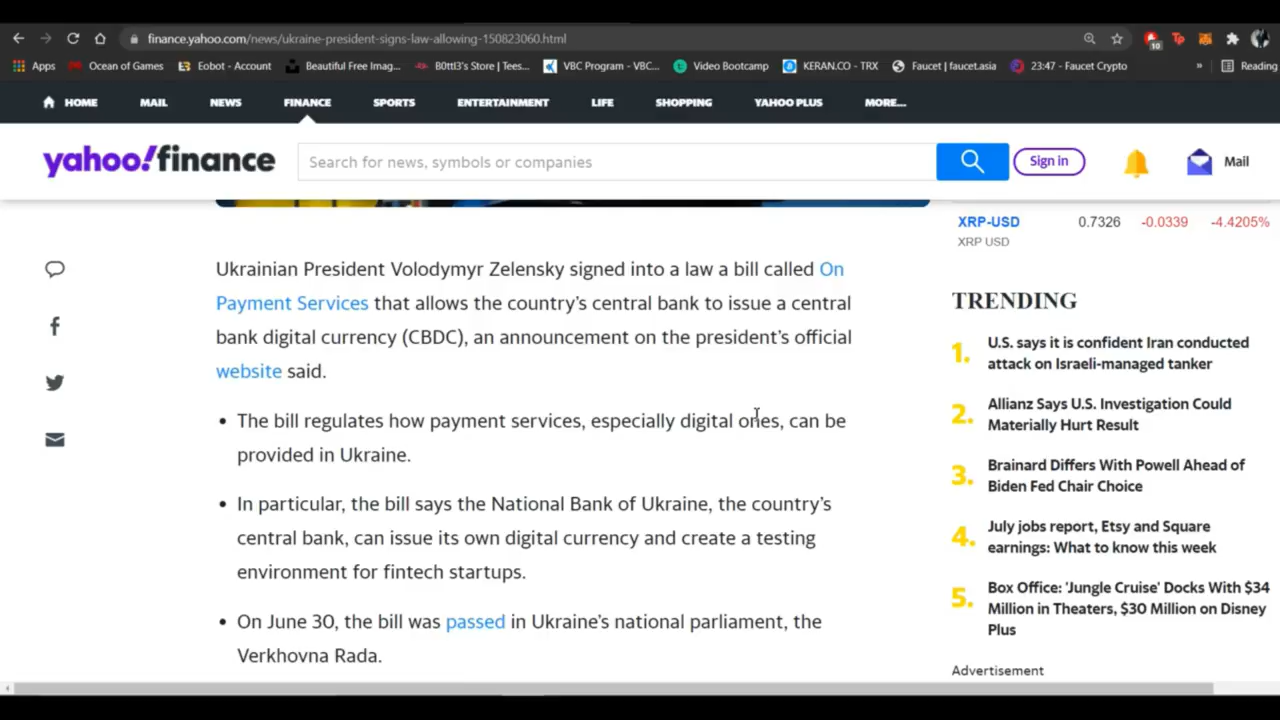 finance.yahoo.com/news/ukraine-president-signs-law-allowing-150823060.html
10
Apps
Ocean of Games
Eobot - Account
Beautiful Free Imag...
B0ttl3's Store | Tees...
VBC Program - VBC...
Video Bootcamp
KERAN.CO - TRX
Faucet | faucet.asia
23:47 - Faucet Crypto
»
Reading
HOME
MAIL
NEWS
FINANCE
SPORTS
ENTERTAINMENT
LIFE
SHOPPING
YAHOO PLUS
MORE...
yahoo!finance
Search for news, symbols or companies
Sign in
Mail
Ukrainian President Volodymyr Zelensky signed into a law a bill called On
Payment Services that allows the country's central bank to issue a central
bank digital currency (CBDC), an announcement on the president's official
website said.
• The bill regulates how payment services, especially digital ones, can be
provided in Ukraine.
• In particular, the bill says the National Bank of Ukraine, the country's
central bank, can issue its own digital currency and create a testing
environment for fintech startups.
• On June 30, the bill was passed in Ukraine's national parliament, the
Verkhovna Rada.
XRP-USD 0.7326 -0.0339 -4.4205%
XRP USD
TRENDING
1. U.S. says it is confident Iran conducted
attack on Israeli-managed tanker
2. Allianz Says U.S. Investigation Could
Materially Hurt Result
3. Brainard Differs With Powell Ahead of
Biden Fed Chair Choice
4. July jobs report, Etsy and Square
earnings: What to know this week
5. Box Office: 'Jungle Cruise' Docks With $34
Million in Theaters, $30 Million on Disney
Plus
Advertisement